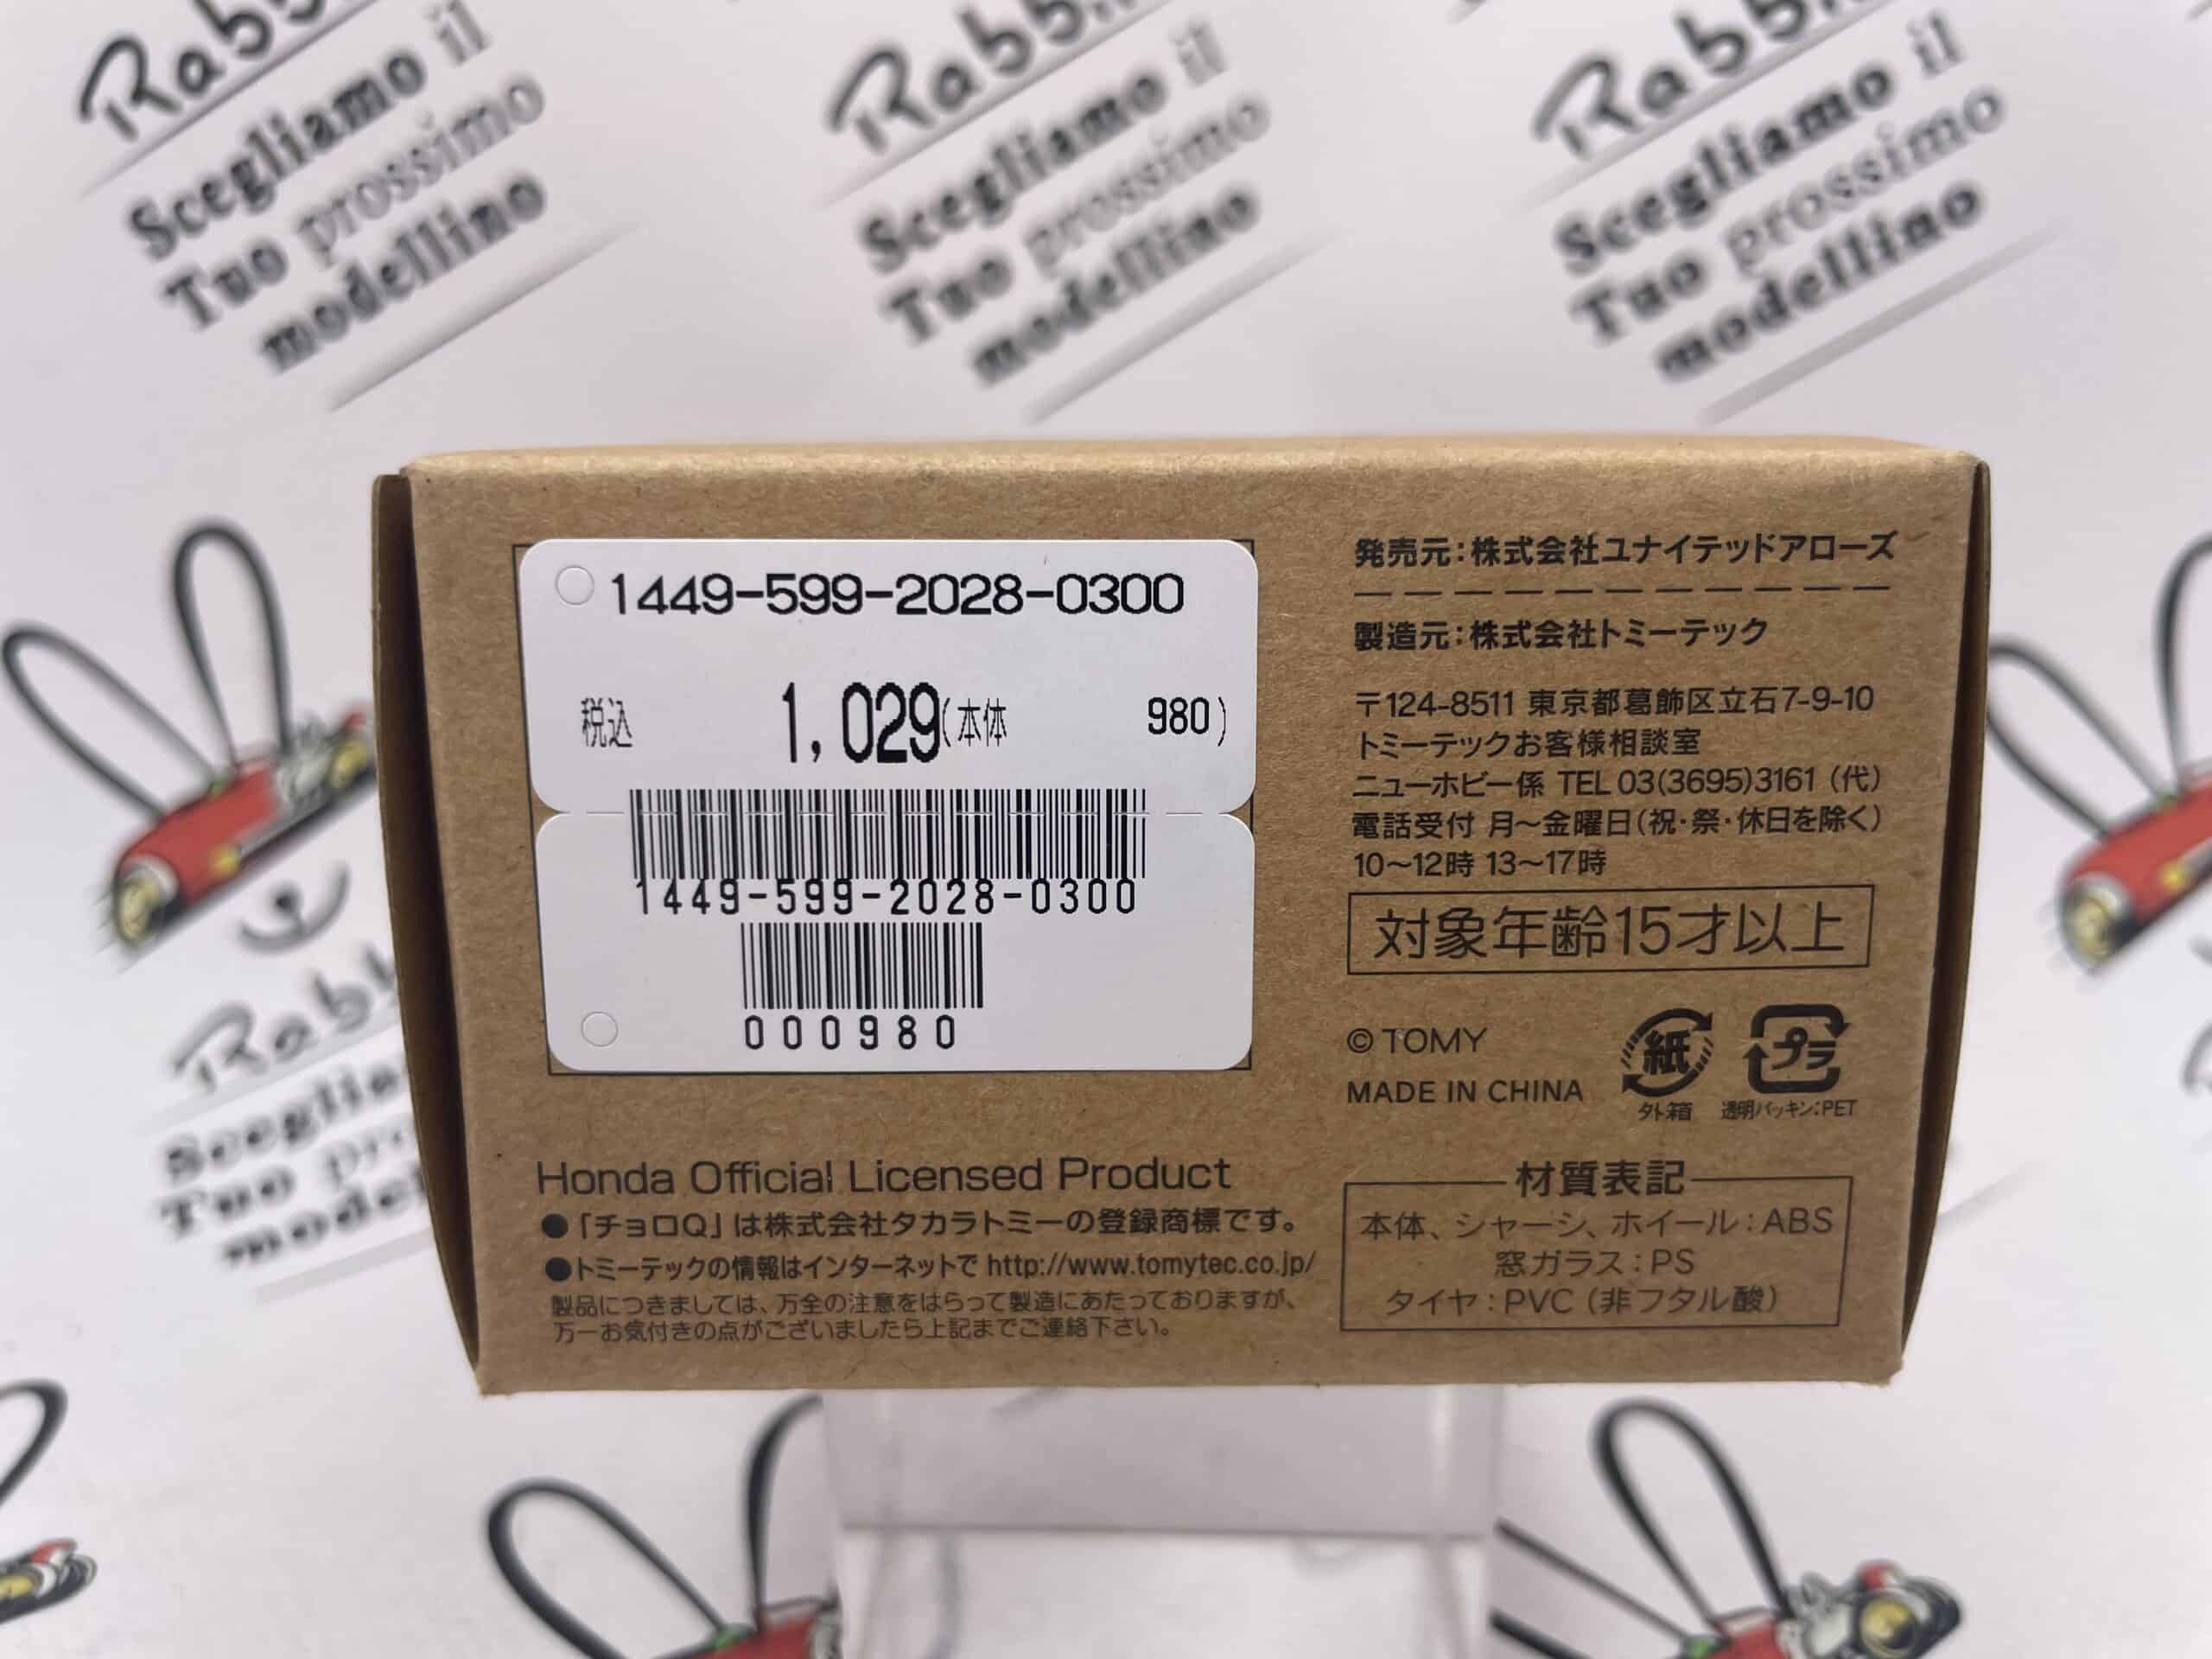 Scegliamo il
Tuo prossimo
modellino
Scegliamo il
Tuo prossimo
modellino
Scegliamo il
Tuo prossimo
modellino
1449-599-2028-0300
税込 1,029(本体 980)
1449-599-2028-0300
000980
発売元:株式会社ユナイテッドアローズ
製造元:株式会社トミーテック
〒124-8511 東京都葛飾区立石7-9-10
トミーテックお客様相談室
ニューホビー係 TEL 03(3695)3161 (代)
電話受付 月〜金曜日(祝・祭・休日を除く)
10〜12時 13〜17時
対象年齢15才以上
© TOMY
MADE IN CHINA
紙
外箱
プラ
透明パッキン:PET
Honda Official Licensed Product
●「チョロQ」は株式会社タカラトミーの登録商標です。
●トミーテックの情報はインターネットで http://www.tomytec.co.jp/
製品につきましては、万全の注意をはらって製造にあたっておりますが、
万一お気付きの点がございましたら上記までご連絡下さい。
材質表記
本体、シャーシ、ホイール:ABS
窓ガラス:PS
タイヤ:PVC (非フタル酸)